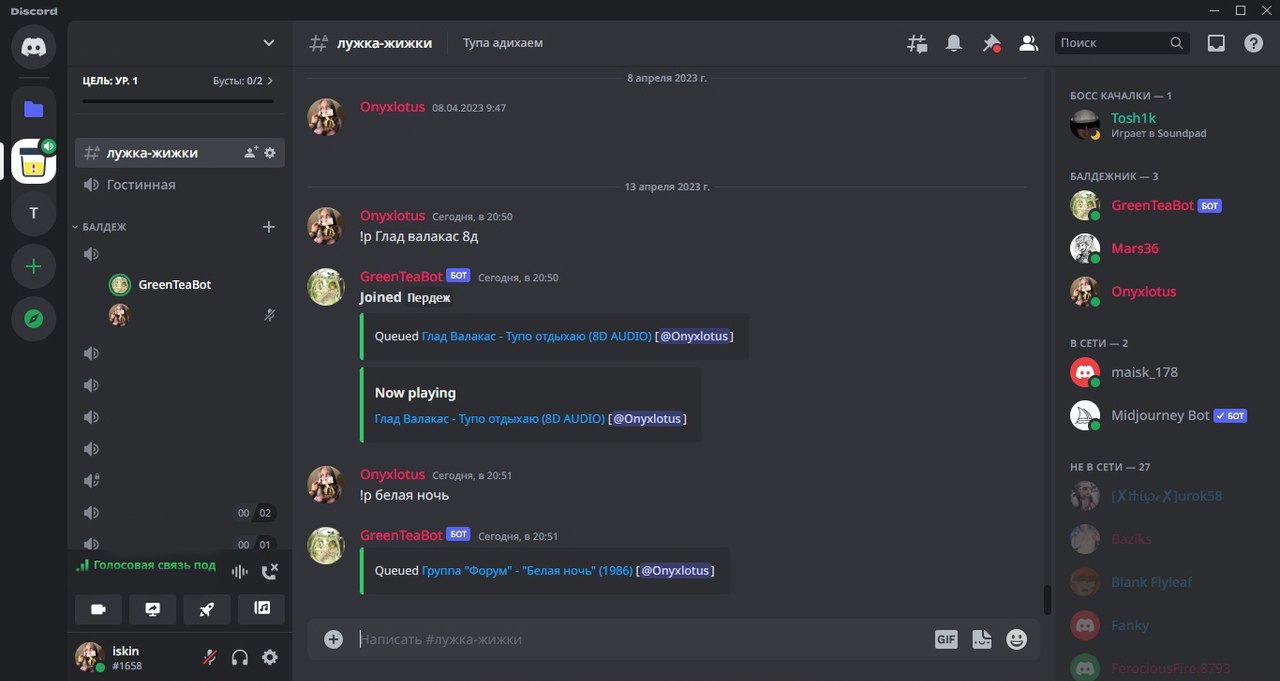 Discord
ЦЕЛЬ: УР. 1
Бусты: 0/2
лужка-жижки
Гостинная
БАЛДЕЖ
GreenTeaBot
00 02
00 01
Голосовая связь под
iskin
#1658
T
лужка-жижки
Тупа адихаем
Поиск
8 апреля 2023 г.
Onyxlotus 08.04.2023 9:47
13 апреля 2023 г.
Onyxlotus Сегодня, в 20:50
!p Глад валакас 8д
GreenTeaBot БОТ Сегодня, в 20:50
Joined Пердеж
Queued Глад Валакас - Тупо отдыхаю (8D AUDIO) [@Onyxlotus]
Now playing
Глад Валакас - Тупо отдыхаю (8D AUDIO) [@Onyxlotus]
Onyxlotus Сегодня, в 20:51
!p белая ночь
GreenTeaBot БОТ Сегодня, в 20:51
Queued Группа "Форум" - "Белая ночь" (1986) [@Onyxlotus]
Написать #лужка-жижки
GIF
БОСС КАЧАЛКИ — 1
Tosh1k
Играет в Soundpad
БАЛДЕЖНИК — 3
GreenTeaBot БОТ
Mars36
Onyxlotus
В СЕТИ — 2
maisk_178
Midjourney Bot БОТ
НЕ В СЕТИ — 27
Baziks
Blank Flyleaf
Fanky
FerociousFire.8793